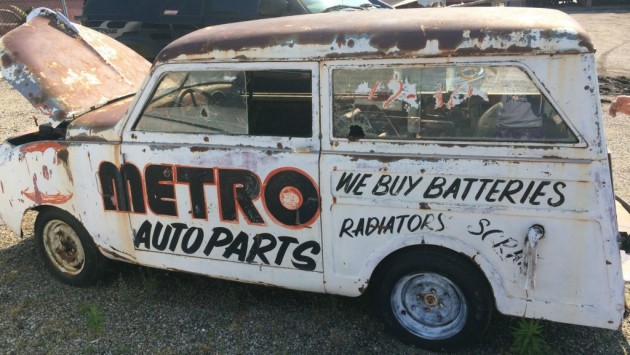 METRO
AUTO PARTS
WE BUY BATTERIES
RADIATORS